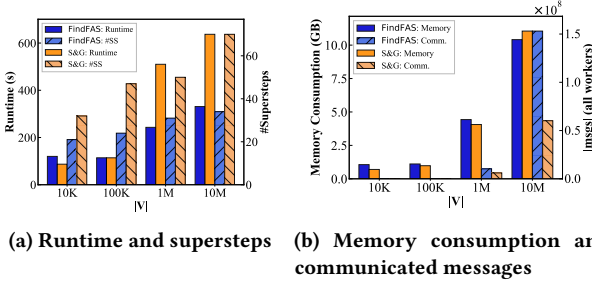 FindFAS: Runtime
FindFAS: #SS
S&G: Runtime
S&G: #SS
600
400
200
0
Runtime (s)
60
40
20
0
#Supersteps
10K 100K 1M 10M
|V|
(a) Runtime and supersteps
×10⁸
FindFAS: Memory
FindFAS: Comm.
S&G: Memory
S&G: Comm.
10.0
7.5
5.0
2.5
0.0
Memory Consumption (GB)
1.5
1.0
0.5
0.0
|msgs| (all workers)
10K 100K 1M 10M
|V|
(b) Memory consumption an
communicated messages